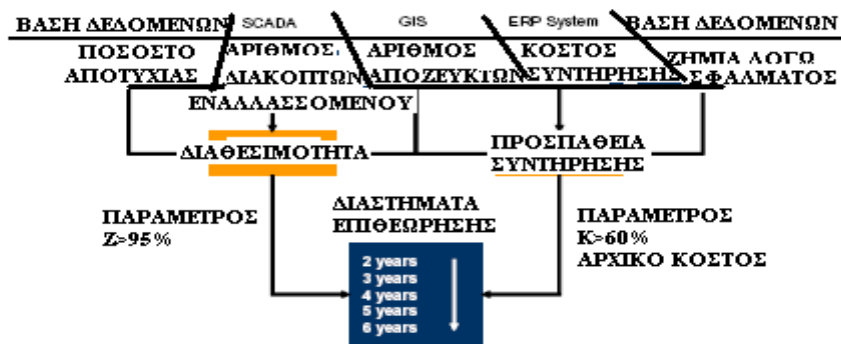 ΒΑΣΗ ΔΕΔΟΜΕΝΩΝ SCADA GIS ERP System ΒΑΣΗ ΔΕΔΟΜΕΝΩΝ
ΠΟΣΟΣΤΟ
ΑΠΟΤΥΧΙΑΣ
ΑΡΙΘΜΟΣ
ΔΙΑΚΟΠΤΩΝ
ΕΝΑΛΛΑΣΣΟΜΕΝΟΥ
ΑΡΙΘΜΟΣ
ΑΠΟΖΕΥΚΤΩΝ
ΚΟΣΤΟΣ
ΣΥΝΤΗΡΗΣΗΣ
ΖΗΜΙΑ ΛΟΓΩ
ΣΦΑΛΜΑΤΟΣ
ΔΙΑΘΕΣΙΜΟΤΗΤΑ
ΠΡΟΣΠΑΘΕΙΑ
ΣΥΝΤΗΡΗΣΗΣ
ΠΑΡΑΜΕΤΡΟΣ
Ζ=95%
ΔΙΑΣΤΗΜΑΤΑ
ΕΠΙΘΕΩΡΗΣΗΣ
ΠΑΡΑΜΕΤΡΟΣ
Κ=60%
ΑΡΧΙΚΟ ΚΟΣΤΟΣ
2 years
3 years
4 years
5 years
6 years